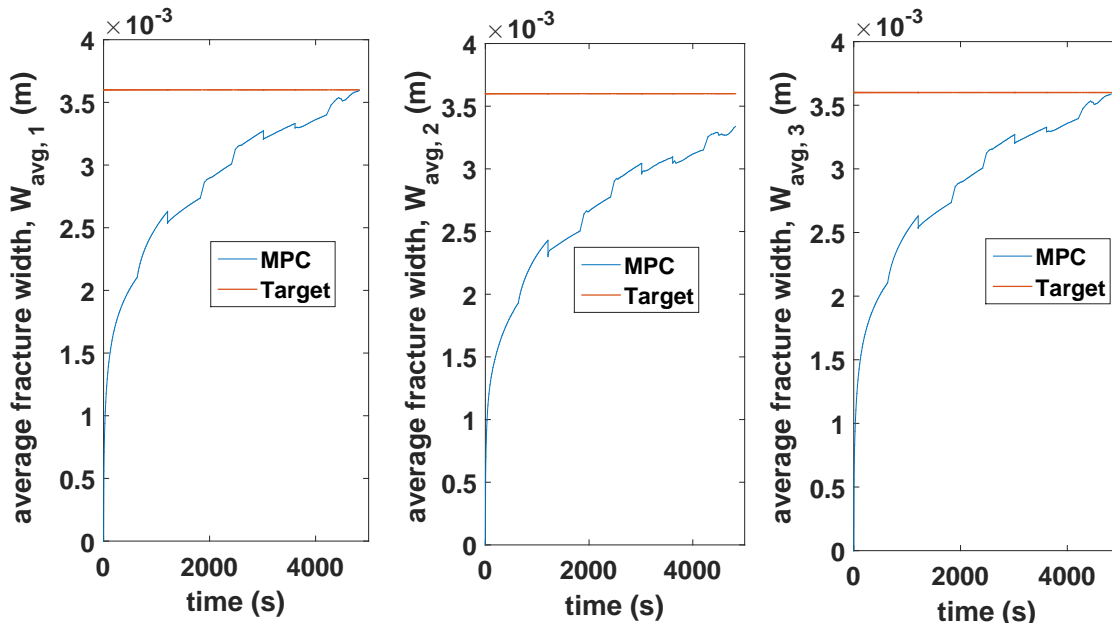 ×10⁻³
average fracture width, W_avg, 1 (m)
4
3.5
3
2.5
2
1.5
1
0.5
0
MPC
Target
0 2000 4000
time (s)
×10⁻³
average fracture width, W_avg, 2 (m)
4
3.5
3
2.5
2
1.5
1
0.5
0
MPC
Target
0 2000 4000
time (s)
×10⁻³
average fracture width, W_avg, 3 (m)
4
3.5
3
2.5
2
1.5
1
0.5
0
MPC
Target
0 2000 4000
time (s)